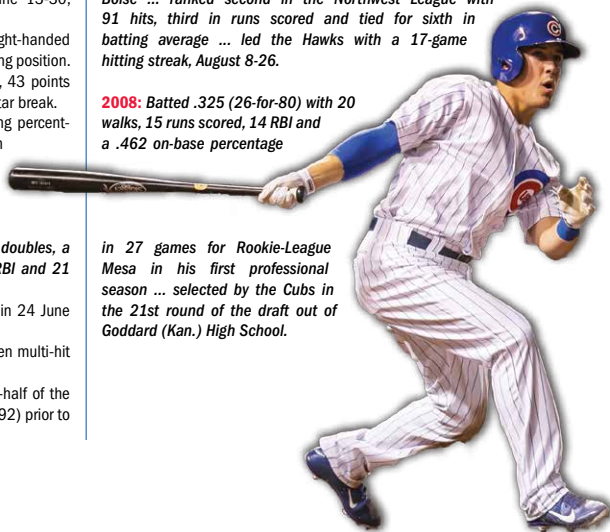 ght-handed
ng position.
, 43 points
tar break.
ng percent-
doubles, a
RBI and 21
in 24 June
en multi-hit
-half of the
92) prior to
Boise ... ranked second in the Northwest League with
91 hits, third in runs scored and tied for sixth in
batting average ... led the Hawks with a 17-game
hitting streak, August 8-26.
2008: Batted .325 (26-for-80) with 20
walks, 15 runs scored, 14 RBI and
a .462 on-base percentage
in 27 games for Rookie-League
Mesa in his first professional
season ... selected by the Cubs in
the 21st round of the draft out of
Goddard (Kan.) High School.